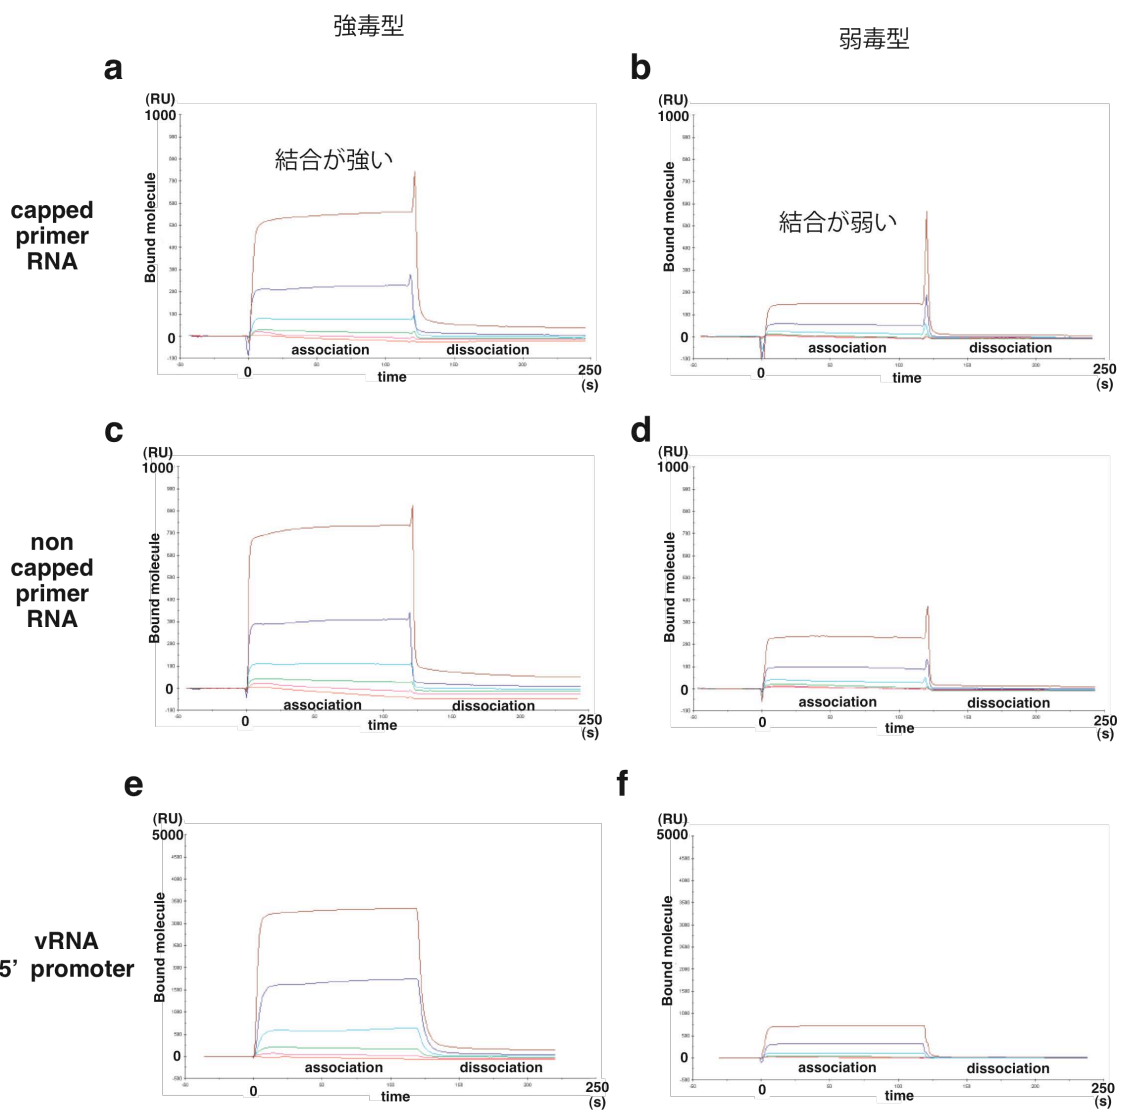 強毒型
弱毒型
a
b
(RU)
1000
結合が強い
Bound molecule
0
association
dissociation
0
time
250
(s)
(RU)
1000
結合が弱い
Bound molecule
0
association
dissociation
0
time
250
(s)
capped
primer
RNA
c
d
(RU)
1000
Bound molecule
0
association
dissociation
0
time
250
(s)
(RU)
1000
Bound molecule
0
association
dissociation
0
time
250
(s)
non
capped
primer
RNA
e
f
(RU)
5000
Bound molecule
0
association
dissociation
0
time
250
(s)
(RU)
5000
Bound molecule
0
association
dissociation
0
time
250
(s)
vRNA
5’ promoter